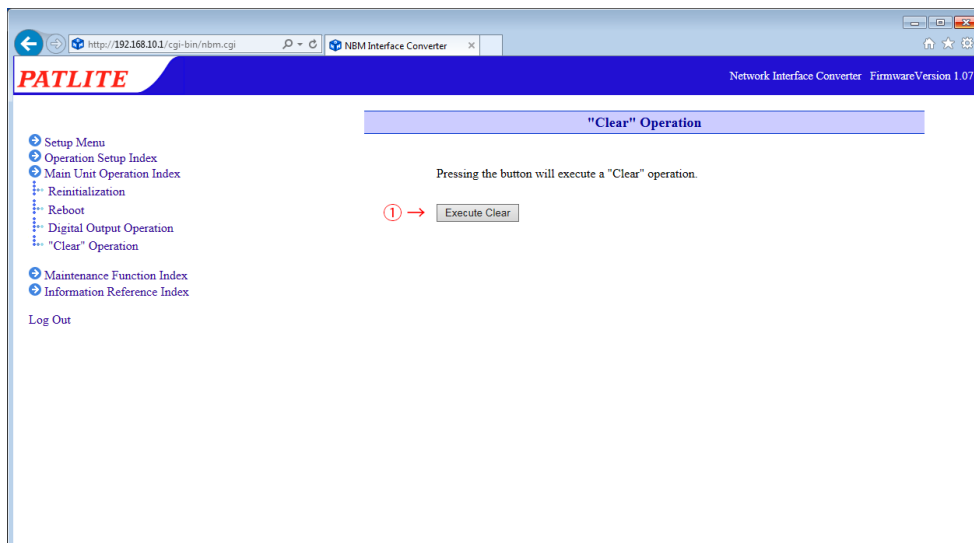 http://192.168.10.1/cgi-bin/nbm.cgi
NBM Interface Converter
PATLITE
Network Interface Converter FirmwareVersion 1.07
"Clear" Operation
Setup Menu
Operation Setup Index
Main Unit Operation Index
Reinitialization
Reboot
Digital Output Operation
"Clear" Operation
Maintenance Function Index
Information Reference Index
Log Out
Pressing the button will execute a "Clear" operation.
① → Execute Clear